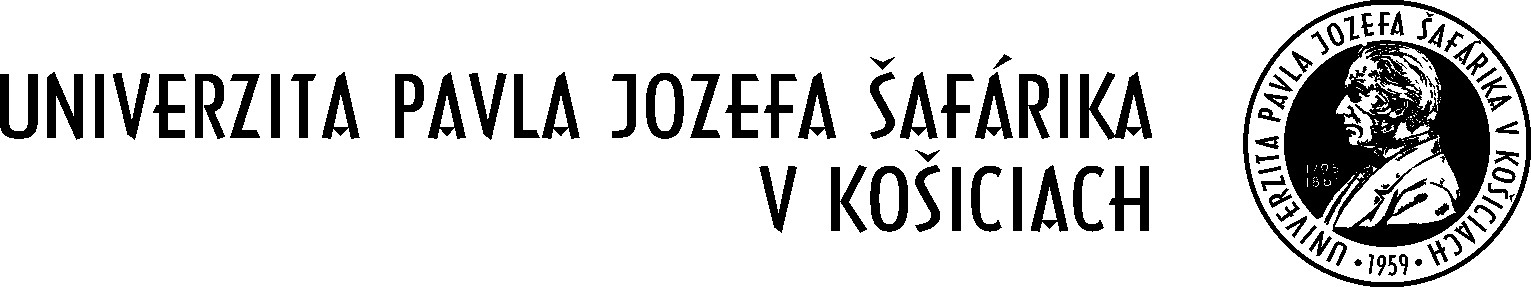 UNIVERZITA PAVLA JOZEFA ŠAFÁRIKA
V KOŠICIACH
UNIVERZITA PAVLA JOZEFA ŠAFÁRIKA V KOŠICIACH
• 1959 •